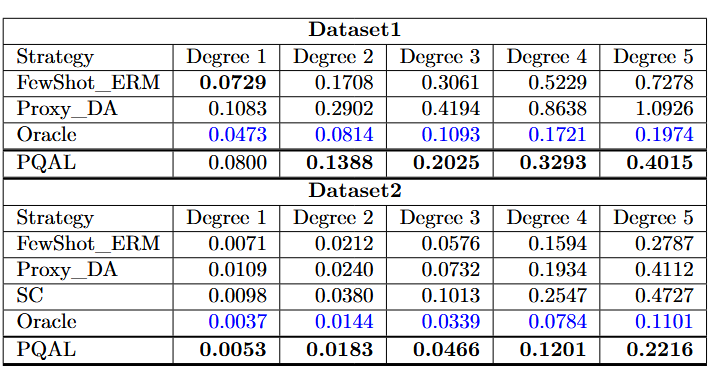 Dataset1
Strategy Degree 1 Degree 2 Degree 3 Degree 4 Degree 5
FewShot_ERM 0.0729 0.1708 0.3061 0.5229 0.7278
Proxy_DA 0.1083 0.2902 0.4194 0.8638 1.0926
Oracle 0.0473 0.0814 0.1093 0.1721 0.1974
PQAL 0.0800 0.1388 0.2025 0.3293 0.4015
Dataset2
Strategy Degree 1 Degree 2 Degree 3 Degree 4 Degree 5
FewShot_ERM 0.0071 0.0212 0.0576 0.1594 0.2787
Proxy_DA 0.0109 0.0240 0.0732 0.1934 0.4112
SC 0.0098 0.0380 0.1013 0.2547 0.4727
Oracle 0.0037 0.0144 0.0339 0.0784 0.1101
PQAL 0.0053 0.0183 0.0466 0.1201 0.2216